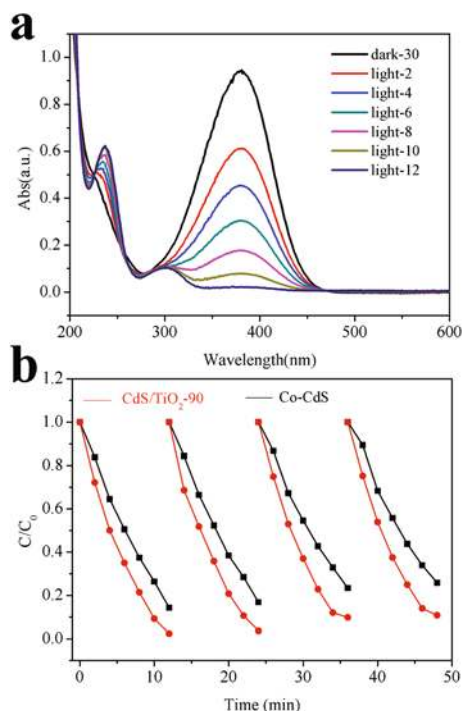 a
dark-30
light-2
light-4
light-6
light-8
light-10
light-12
Abs(a.u.)
1.0
0.8
0.6
0.4
0.2
0.0
200 300 400 500 600
Wavelength(nm)
b
CdS/TiO₂-90 Co-CdS
C/C₀
1.2
1.0
0.8
0.6
0.4
0.2
0.0
0 10 20 30 40 50
Time (min)